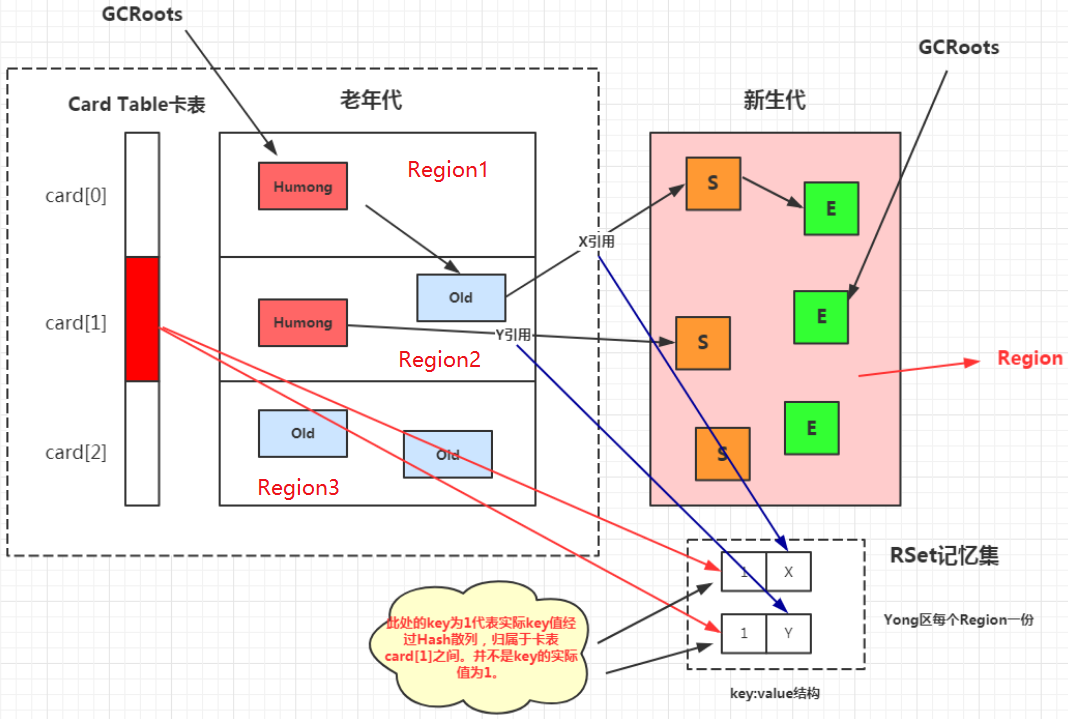 GCRoots
GCRoots
Card Table卡表
老年代
新生代
card[0]
Humong
Region1
S
E
X引用
card[1]
Old
Humong
Y引用
Region2
S
E
Region
card[2]
Old
Old
Region3
S
E
1
X
RSet记忆集
1
Y
Yong区每个Region一份
此处的key为1代表实际key值经
过Hash散列，归属于卡表
card[1]之间。并不是key的实际
值为1。
key:value结构